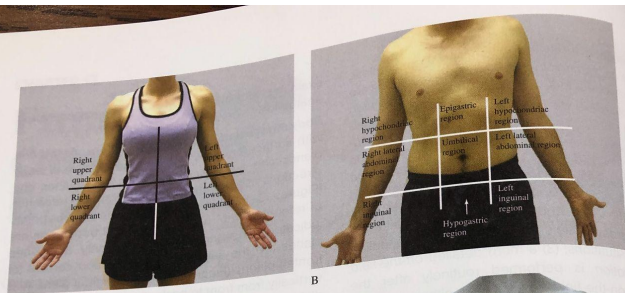 Right
upper
quadrant
Left
upper
quadrant
Right
lower
quadrant
Left
lower
quadrant
Right
hypochondriac
region
Epigastric
region
Left
hypochondriac
region
Right lateral
abdominal
region
Umbilical
region
Left lateral
abdominal region
Right
inguinal
region
Hypogastric
region
Left
inguinal
region
B